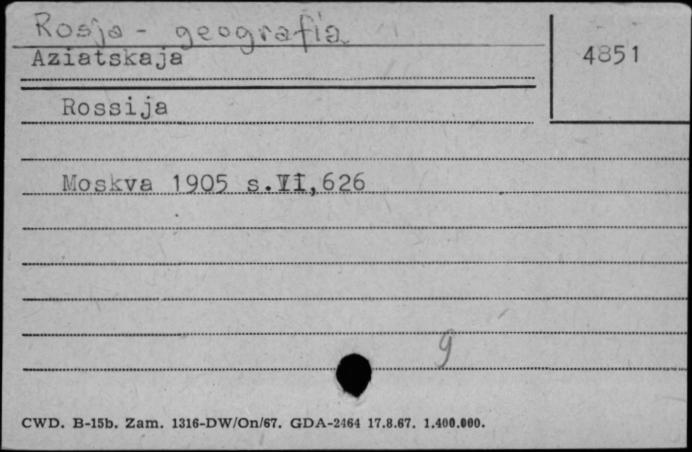 Rosja - geografia
Aziatskaja
4851
Rossija
Moskva 1905 s.VI,626
9
CWD. B-15b. Zam. 1316-DW/On/67. GDA-2464 17.8.67. 1.400.000.